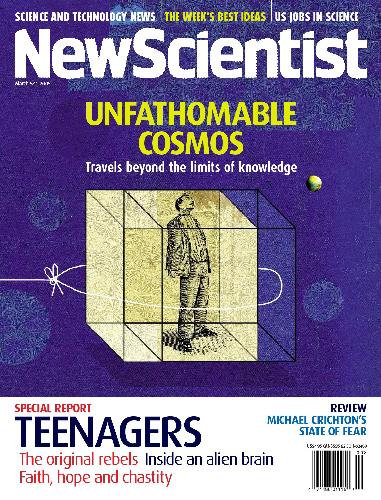 SCIENCE AND TECHNOLOGY NEWS THE WEEK'S BEST IDEAS US JOBS IN SCIENCE
NewScientist
UNFATHOMABLE
COSMOS
Travels beyond the limits of knowledge
SPECIAL REPORT
TEENAGERS
The original rebels Inside an alien brain
Faith, hope and chastity
REVIEW
MICHAEL CRICHTON'S
STATE OF FEAR